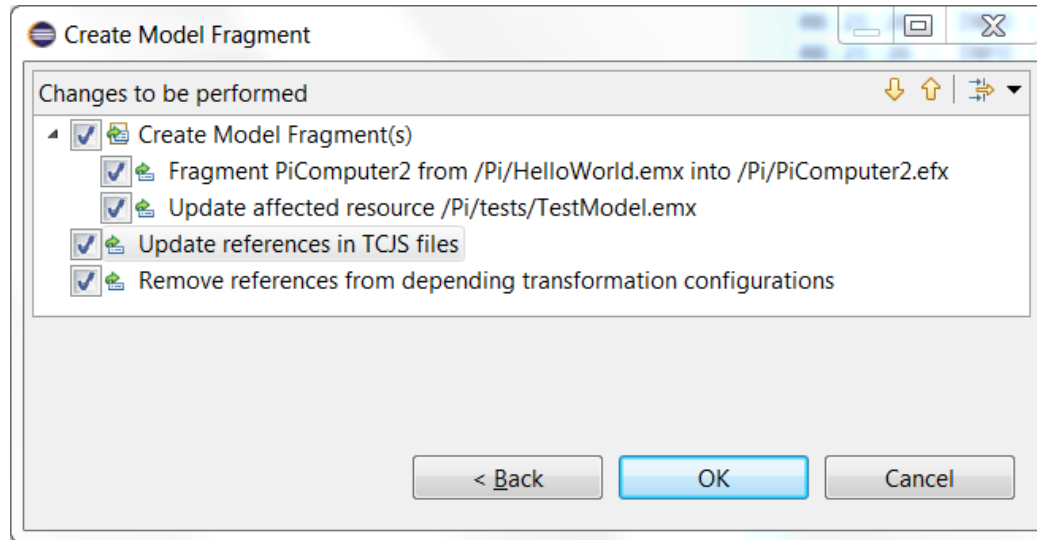 Create Model Fragment
Changes to be performed
Create Model Fragment(s)
Fragment PiComputer2 from /Pi/HelloWorld.emx into /Pi/PiComputer2.efx
Update affected resource /Pi/tests/TestModel.emx
Update references in TCJS files
Remove references from depending transformation configurations
< Back
OK
Cancel